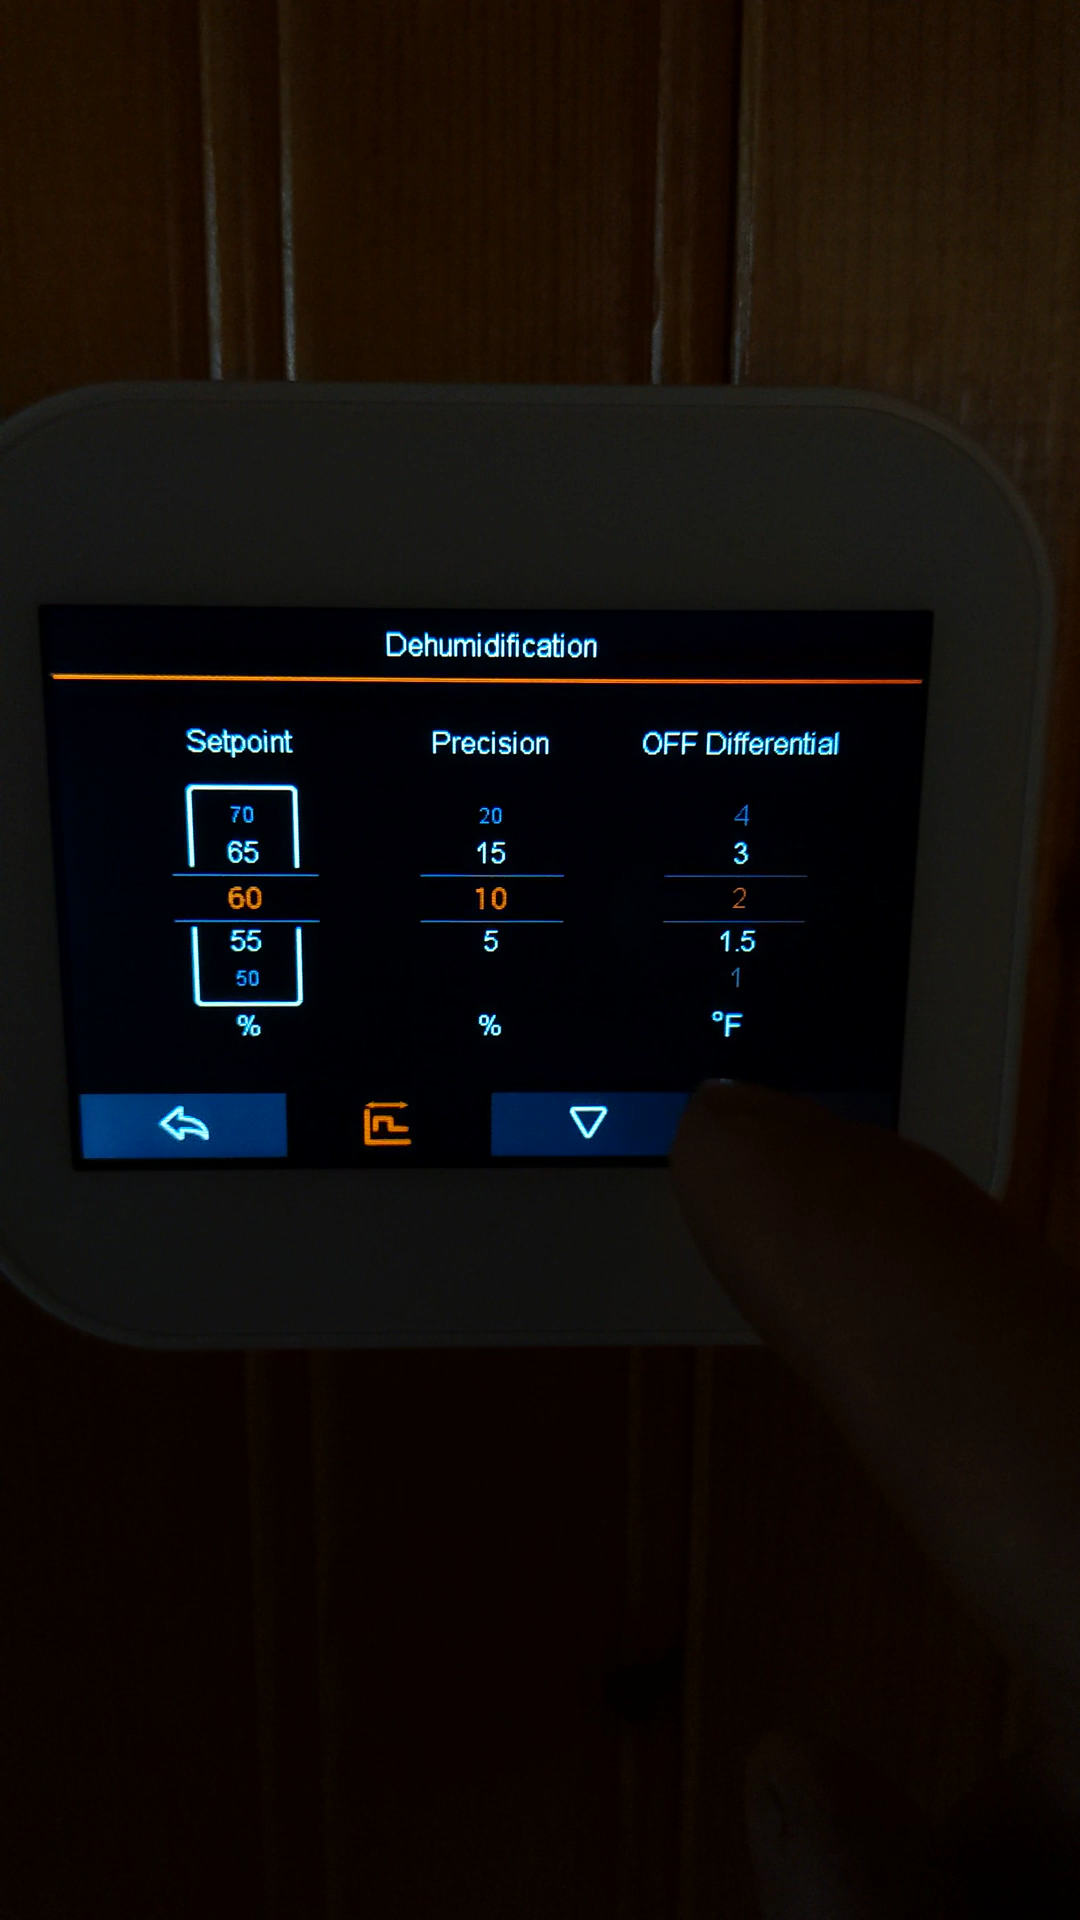 Dehumidification
Setpoint Precision OFF Differential
70 20 4
65 15 3
60 10 2
55 5 1.5
50 1
% % °F